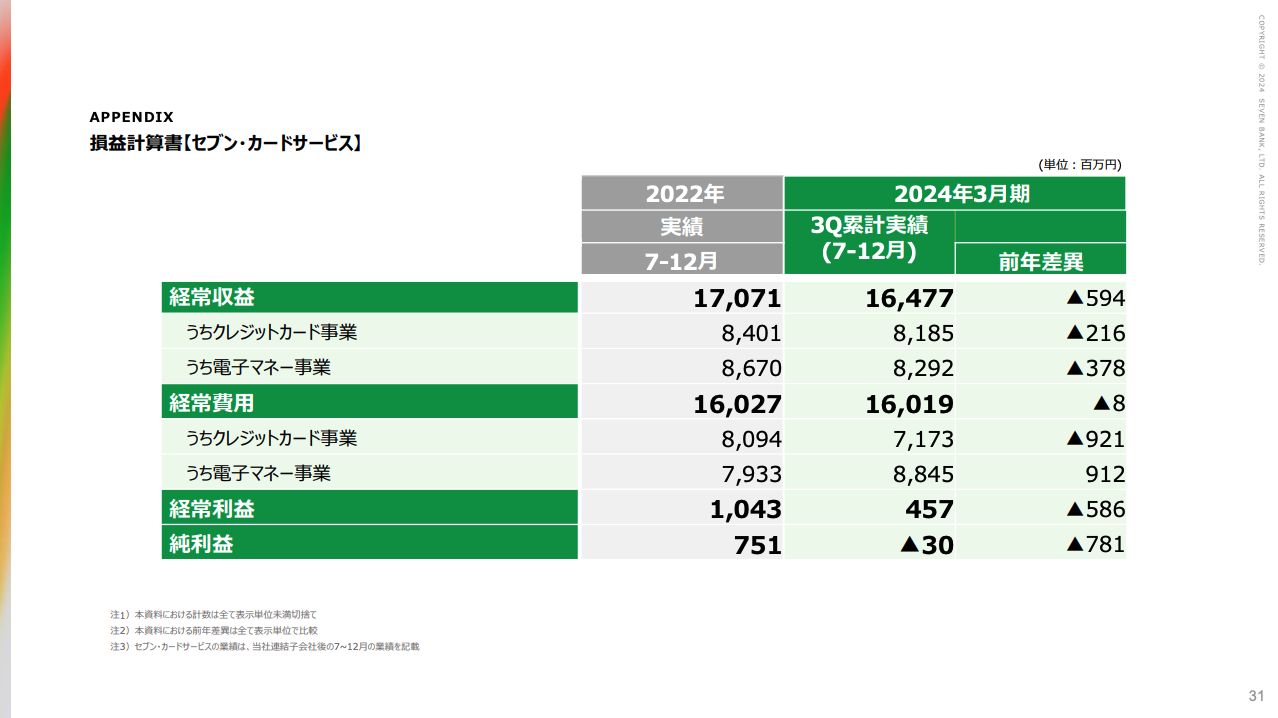 APPENDIX
損益計算書【セブン・カードサービス】
(単位：百万円)
2022年 2024年3月期
実績 3Q累計実績
7-12月 (7-12月) 前年差異
経常収益 17,071 16,477 ▲594
うちクレジットカード事業 8,401 8,185 ▲216
うち電子マネー事業 8,670 8,292 ▲378
経常費用 16,027 16,019 ▲8
うちクレジットカード事業 8,094 7,173 ▲921
うち電子マネー事業 7,933 8,845 912
経常利益 1,043 457 ▲586
純利益 751 ▲30 ▲781
注1）本資料における計数は全て表示単位未満切捨て
注2）本資料における前年差異は全て表示単位で比較
注3）セブン・カードサービスの業績は、当社連結子会社後の7~12月の業績を記載
31
COPYRIGHT © 2024 SEVEN BANK, LTD. ALL RIGHTS RESERVED.